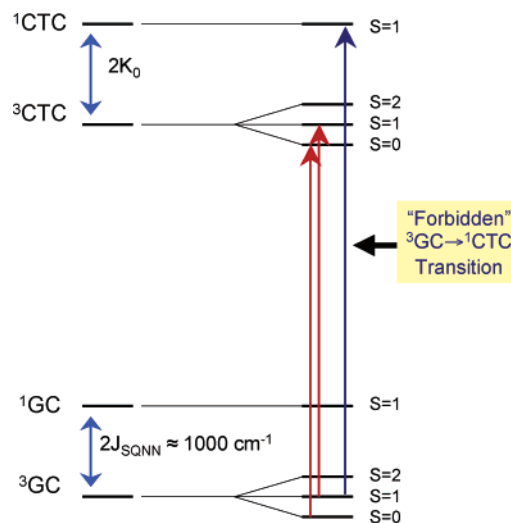 ¹CTC
S=1
2K₀
³CTC
S=2
S=1
S=0
"Forbidden"
³GC→¹CTC
Transition
¹GC
S=1
2J_SQNN ≈ 1000 cm⁻¹
³GC
S=2
S=1
S=0